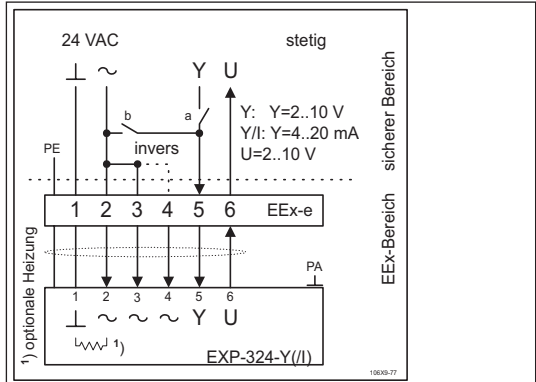 24 VAC stetig
⊥ ~ Y U
b a
Y: Y=2..10 V
invers Y/I: Y=4..20 mA
PE U=2..10 V
sicherer Bereich
1 2 3 4 5 6 EEx-e
EEx-Bereich
PA
1 2 3 4 5 6
⊥ ~ ~ ~ Y U
¹)
EXP-324-Y(/I)
¹) optionale Heizung
106X9-77